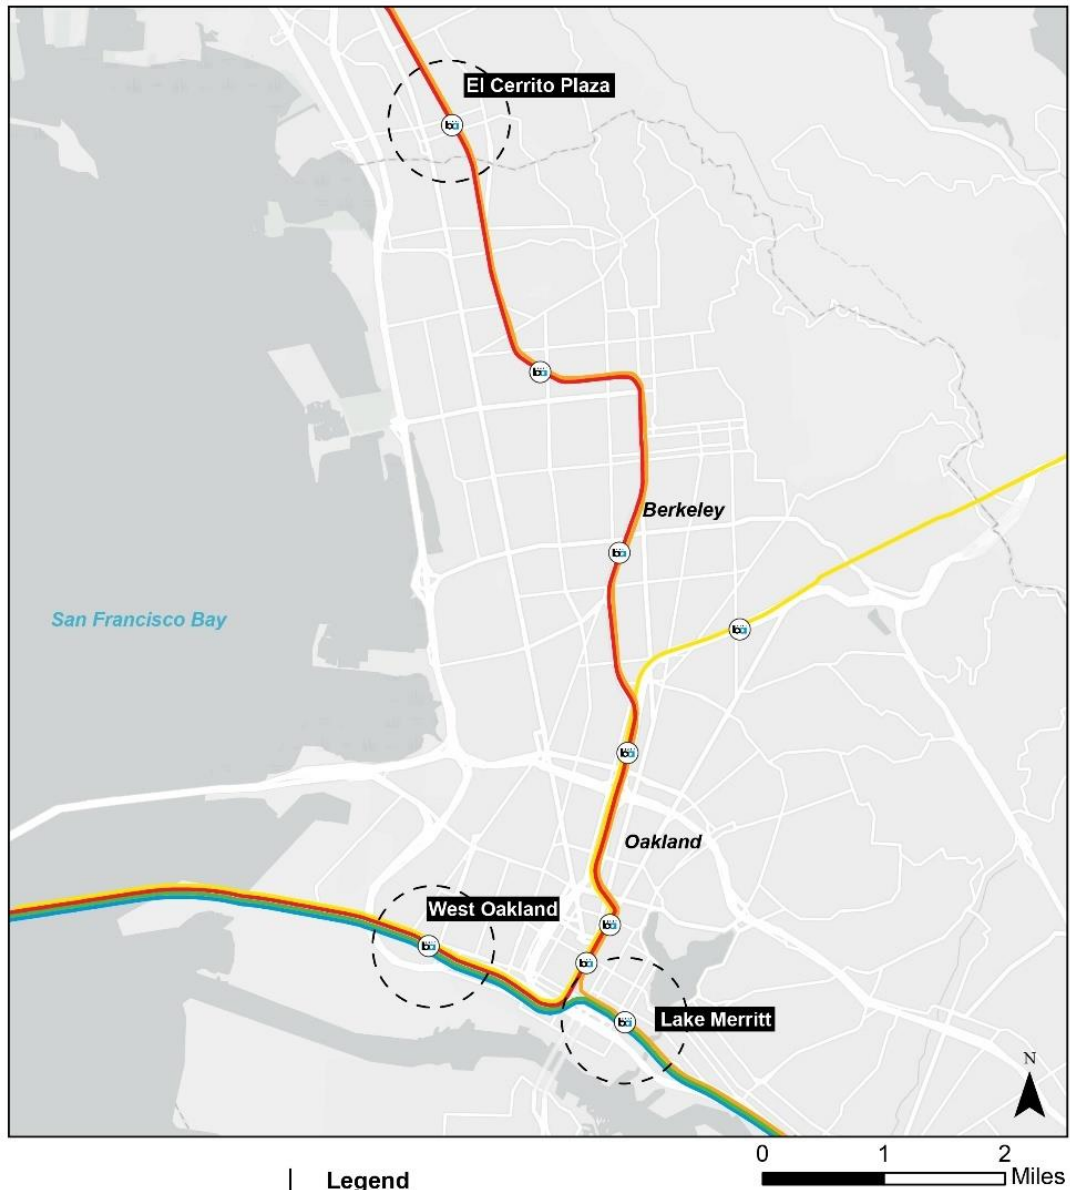 El Cerrito Plaza
Berkeley
San Francisco Bay
Oakland
West Oakland
Lake Merritt
N
0 1 2
Miles
Legend